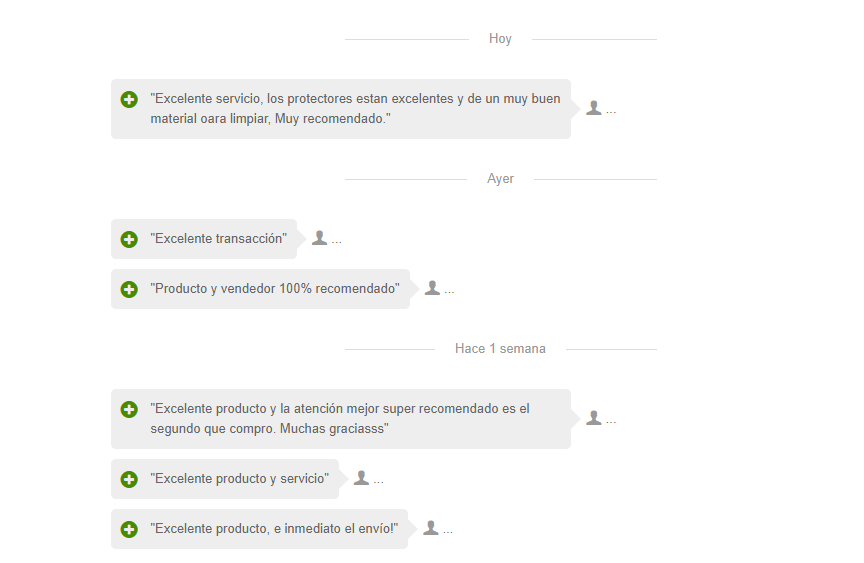 Hoy
"Excelente servicio, los protectores estan excelentes y de un muy buen
material oara limpiar, Muy recomendado."
...
Ayer
"Excelente transacción"
...
"Producto y vendedor 100% recomendado"
...
Hace 1 semana
"Excelente producto y la atención mejor super recomendado es el
segundo que compro. Muchas graciasss"
...
"Excelente producto y servicio"
...
"Excelente producto, e inmediato el envío!"
...